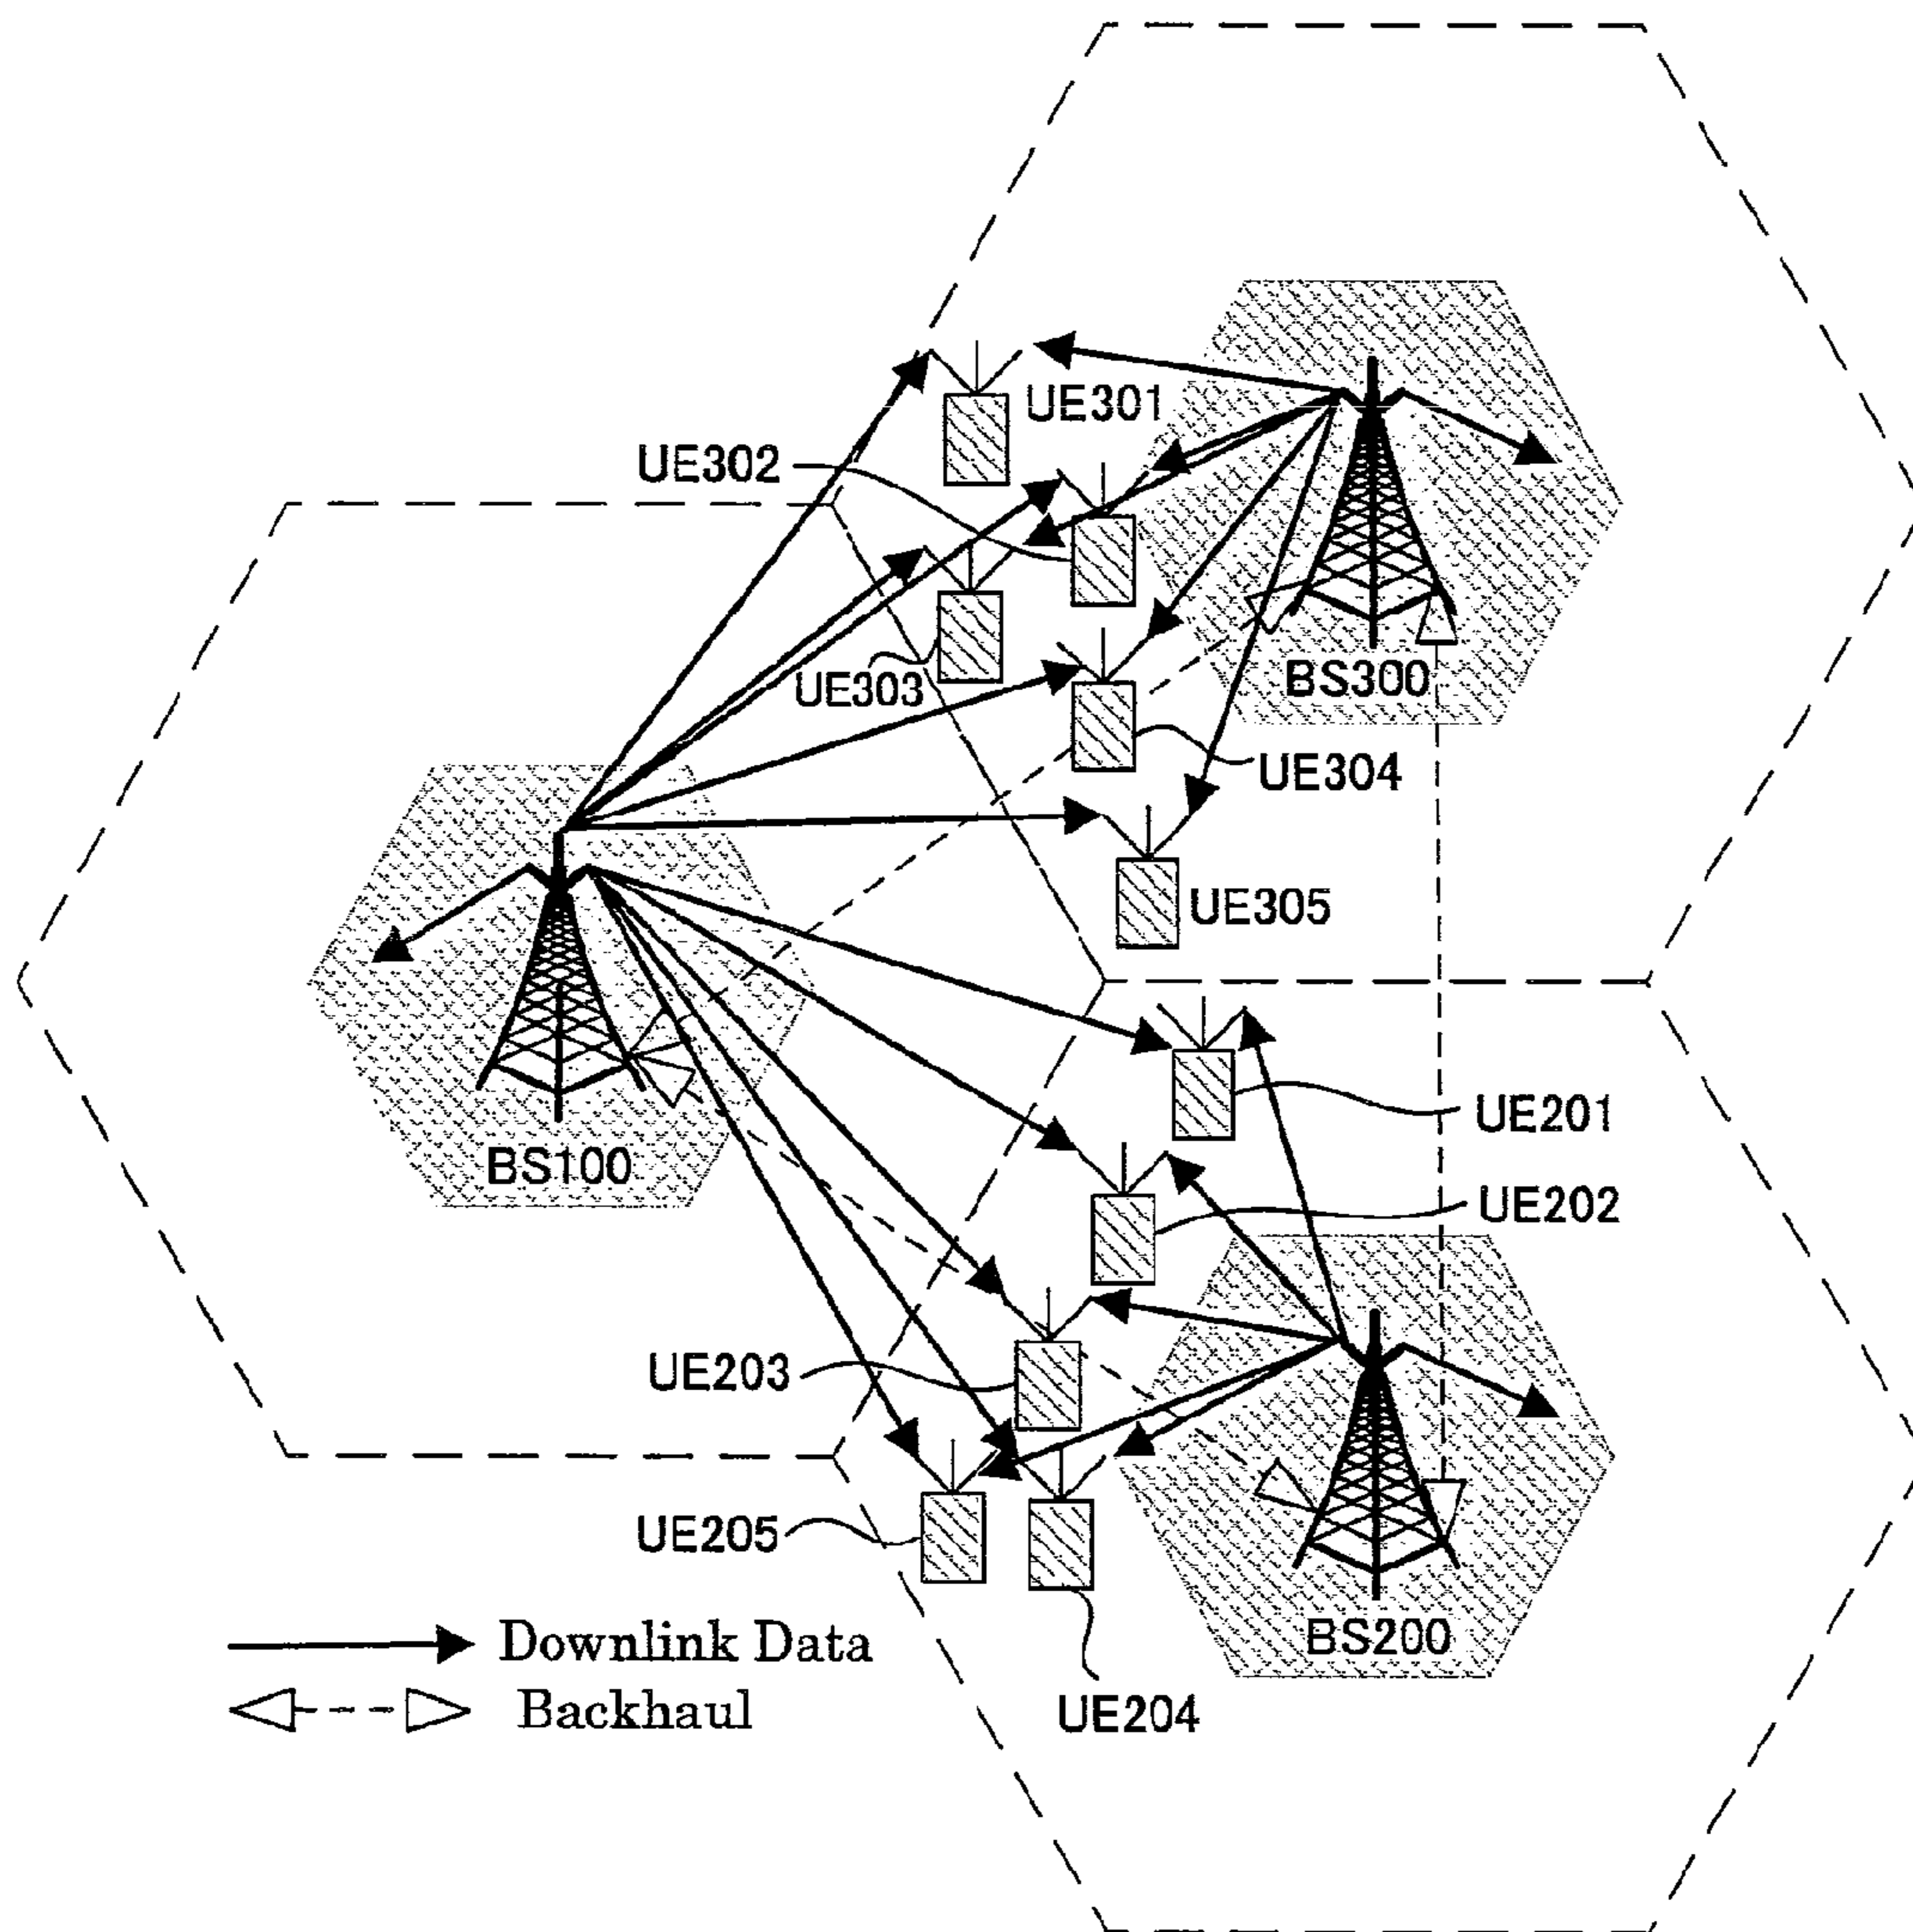 UE301
UE302
BS300
UE303
UE304
UE305
UE201
BS100
UE202
UE203
UE205
BS200
Downlink Data
UE204
Backhaul